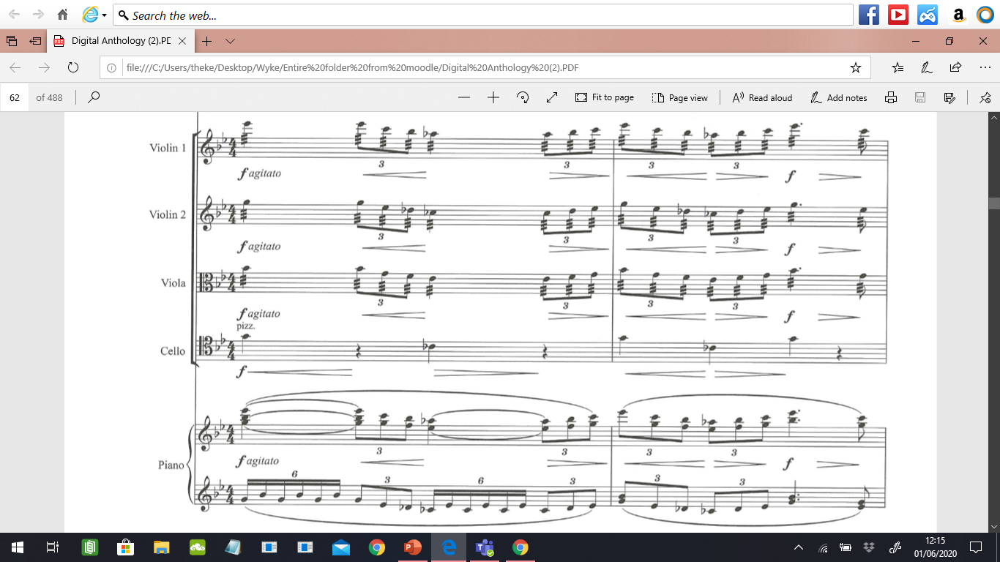 Search the web...
Digital Anthology (2).PD
file:///C:/Users/theke/Desktop/Wyke/Entire%20folder%20from%20moodle/Digital%20Anthology%20(2).PDF
62 of 488 Fit to page Page view Read aloud Add notes
Violin 1
3 3 3 3
f agitato f
Violin 2
3 3 3 3
f agitato f
Viola
3 3 3 3
f agitato f
pizz.
Cello
f
3 3 3 3
Piano
f agitato f
6 3 6 3 3 3
12:15
01/06/2020